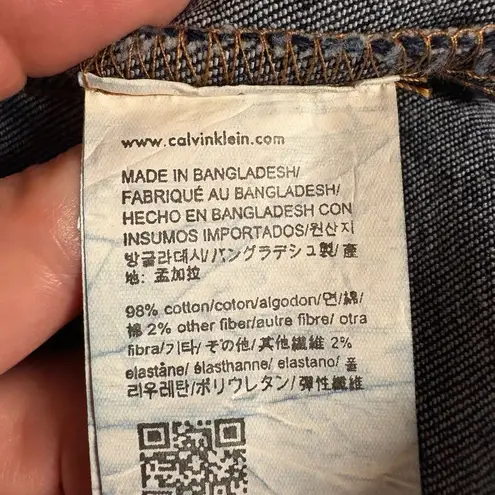 www.calvinklein.com
MADE IN BANGLADESH/
FABRIQUÉ AU BANGLADESH/
HECHO EN BANGLADESH CON
INSUMOS IMPORTADOS/원산지
방글라데시/バングラデシュ製/產
地: 孟加拉
98% cotton/coton/algodon/면/綿/
棉 2% other fiber/autre fibre/ otra
fibra/기타/ その他/ 其他纖維 2%
elastane/ élasthanne/ elastano/ 폴
리우레탄/ポリウレタン/ 彈性纖維